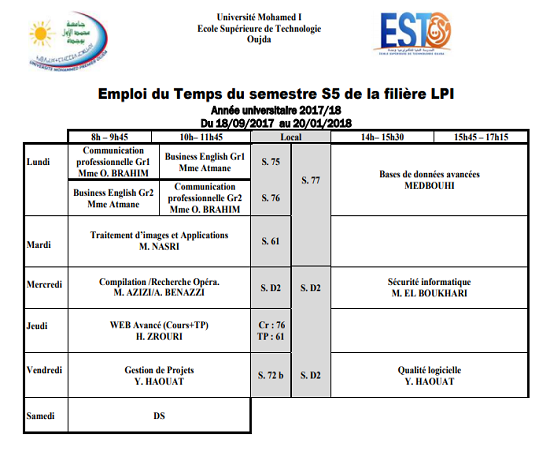 Université Mohamed I
Ecole Supérieure de Technologie
Oujda
EST
Emploi du Temps du semestre S5 de la filière LPI
Année universitaire 2017/18
Du 18/09/2017 au 20/01/2018
8h – 9h45 10h– 11h45 Local 14h– 15h30 15h45 – 17h15
Lundi
Communication
professionnelle Gr1
Mme O. BRAHIM
Business English Gr1
Mme Atmane
S. 75
S. 77
Bases de données avancées
MEDBOUHI
Business English Gr2
Mme Atmane
Communication
professionnelle Gr2
Mme O. BRAHIM
S. 76
Mardi
Traitement d'images et Applications
M. NASRI
S. 61
Mercredi
Compilation /Recherche Opéra.
M. AZIZI/A. BENAZZI
S. D2
S. D2
Sécurité informatique
M. EL BOUKHARI
Jeudi
WEB Avancé (Cours+TP)
H. ZROURI
Cr : 76
TP : 61
Vendredi
Gestion de Projets
Y. HAOUAT
S. 72 b
S. D2
Qualité logicielle
Y. HAOUAT
Samedi
DS